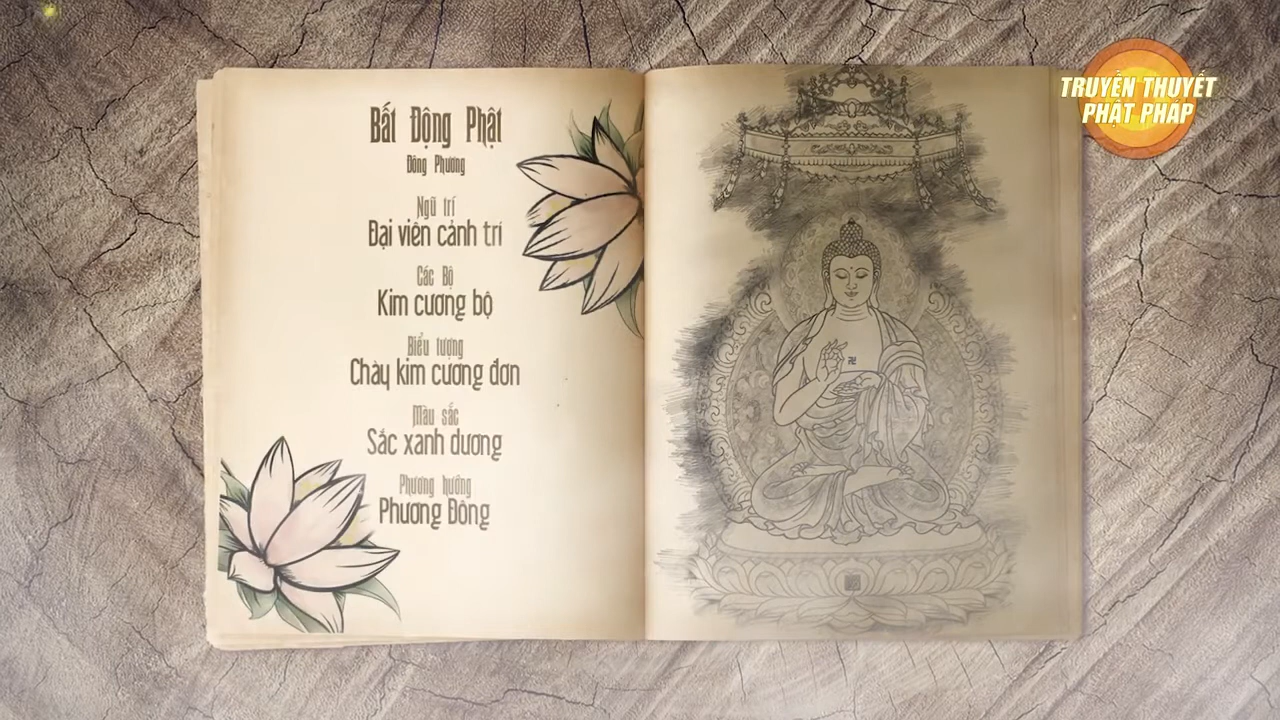 Bất Động Phật
Đông Phương
Ngũ trí
Đại viên cảnh trí
Các Bộ
Kim cương bộ
Biểu tượng
Chày kim cương đơn
Màu sắc
Sắc xanh dương
Phương hướng
Phương Đông
TRUYỀN THUYẾT
PHẬT PHÁP
卍